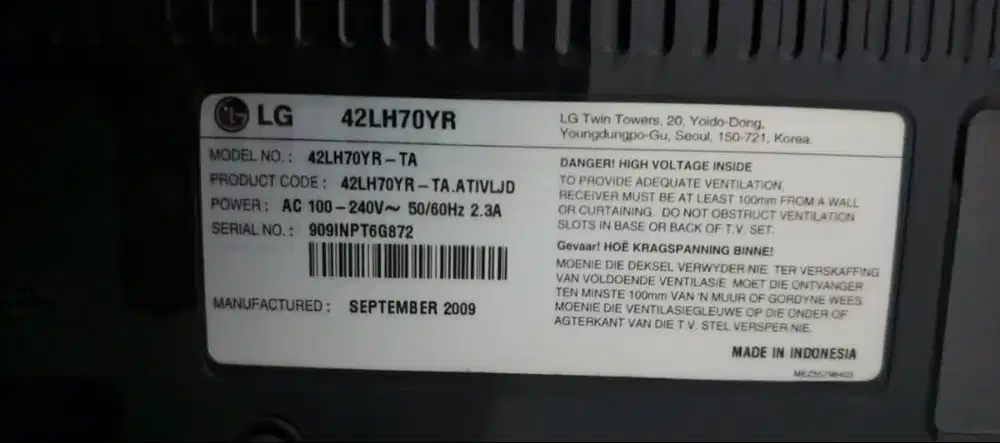 LG 42LH70YR
MODEL NO.: 42LH70YR-TA
PRODUCT CODE: 42LH70YR-TA.ATIVLJD
POWER: AC 100-240V~ 50/60Hz 2.3A
SERIAL NO.: 909INPT6G872
MANUFACTURED: SEPTEMBER 2009
LG Twin Towers, 20, Yoido-Dong,
Youngdungpo-Gu, Seoul, 150-721, Korea.
DANGER! HIGH VOLTAGE INSIDE
TO PROVIDE ADEQUATE VENTILATION,
RECEIVER MUST BE AT LEAST 100mm FROM A WALL
OR CURTAINING. DO NOT OBSTRUCT VENTILATION
SLOTS IN BASE OR BACK OF T.V. SET.
Gevaar! HOË KRAGSPANNING BINNE!
MOENIE DIE DEKSEL VERWYDER NIE. TER VERSKAFFING
VAN VOLDOENDE VENTILASIE MOET DIE ONTVANGER
TEN MINSTE 100mm VAN 'N MUUR OF GORDYNE WEES.
MOENIE DIE VENTILASIEGLEUWE OP DIE ONDER OF
AGTERKANT VAN DIE T.V. STEL VERSPER NIE.
MADE IN INDONESIA